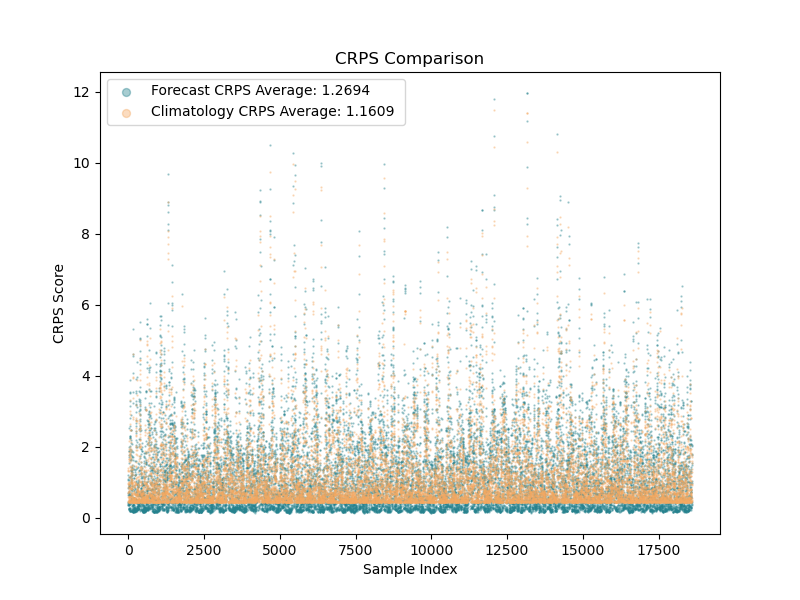 CRPS Comparison
Forecast CRPS Average: 1.2694
Climatology CRPS Average: 1.1609
CRPS Score
12
10
8
6
4
2
0
0 2500 5000 7500 10000 12500 15000 17500
Sample Index